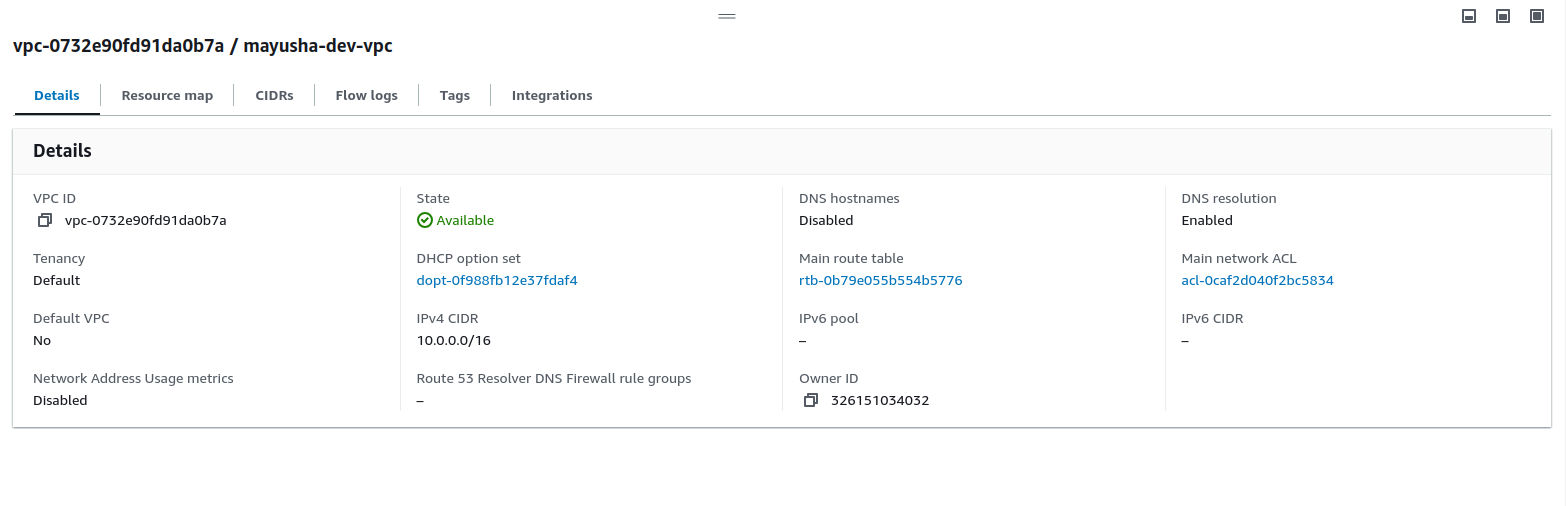 vpc-0732e90fd91da0b7a / mayusha-dev-vpc
Details
Resource map
CIDRs
Flow logs
Tags
Integrations
Details
VPC ID
vpc-0732e90fd91da0b7a
State
Available
DNS hostnames
Disabled
DNS resolution
Enabled
Tenancy
Default
DHCP option set
dopt-0f988fb12e37fdaf4
Main route table
rtb-0b79e055b554b5776
Main network ACL
acl-0caf2d040f2bc5834
Default VPC
No
IPv4 CIDR
10.0.0.0/16
IPv6 pool
–
IPv6 CIDR
–
Network Address Usage metrics
Disabled
Route 53 Resolver DNS Firewall rule groups
–
Owner ID
326151034032